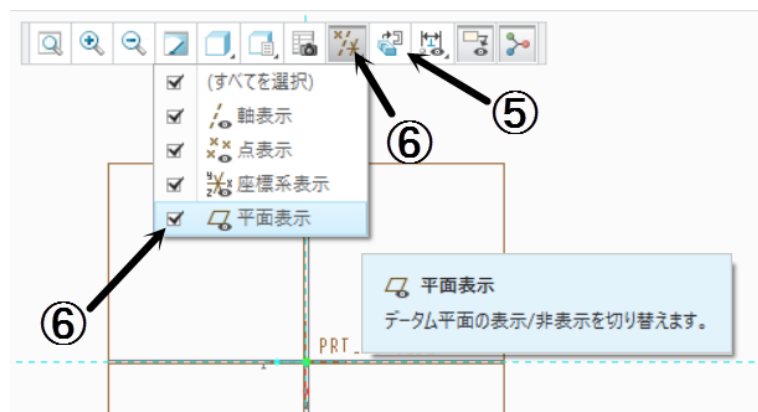 (すべてを選択)
軸表示
点表示
座標系表示
平面表示
⑤
⑥
⑥
平面表示
データム平面の表示/非表示を切り替えます。
PRT_